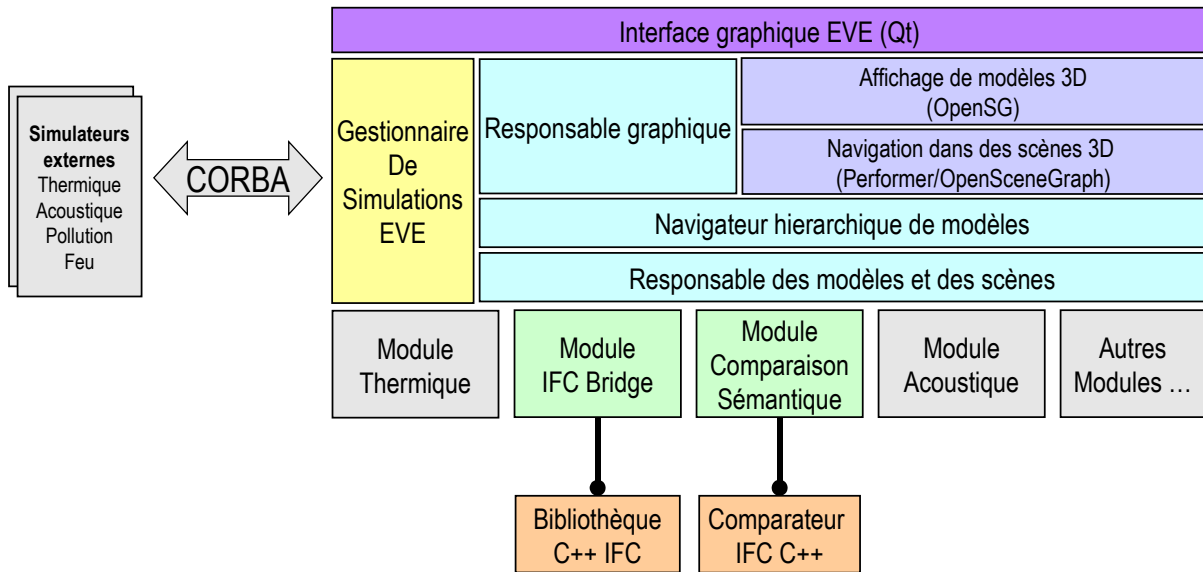 Interface graphique EVE (Qt)
Simulateurs
externes
Thermique
Acoustique
Pollution
Feu
CORBA
Gestionnaire
De
Simulations
EVE
Responsable graphique
Affichage de modèles 3D
(OpenSG)
Navigation dans des scènes 3D
(Performer/OpenSceneGraph)
Navigateur hierarchique de modèles
Responsable des modèles et des scènes
Module
Thermique
Module
IFC Bridge
Module
Comparaison
Sémantique
Module
Acoustique
Autres
Modules …
Bibliothèque
C++ IFC
Comparateur
IFC C++